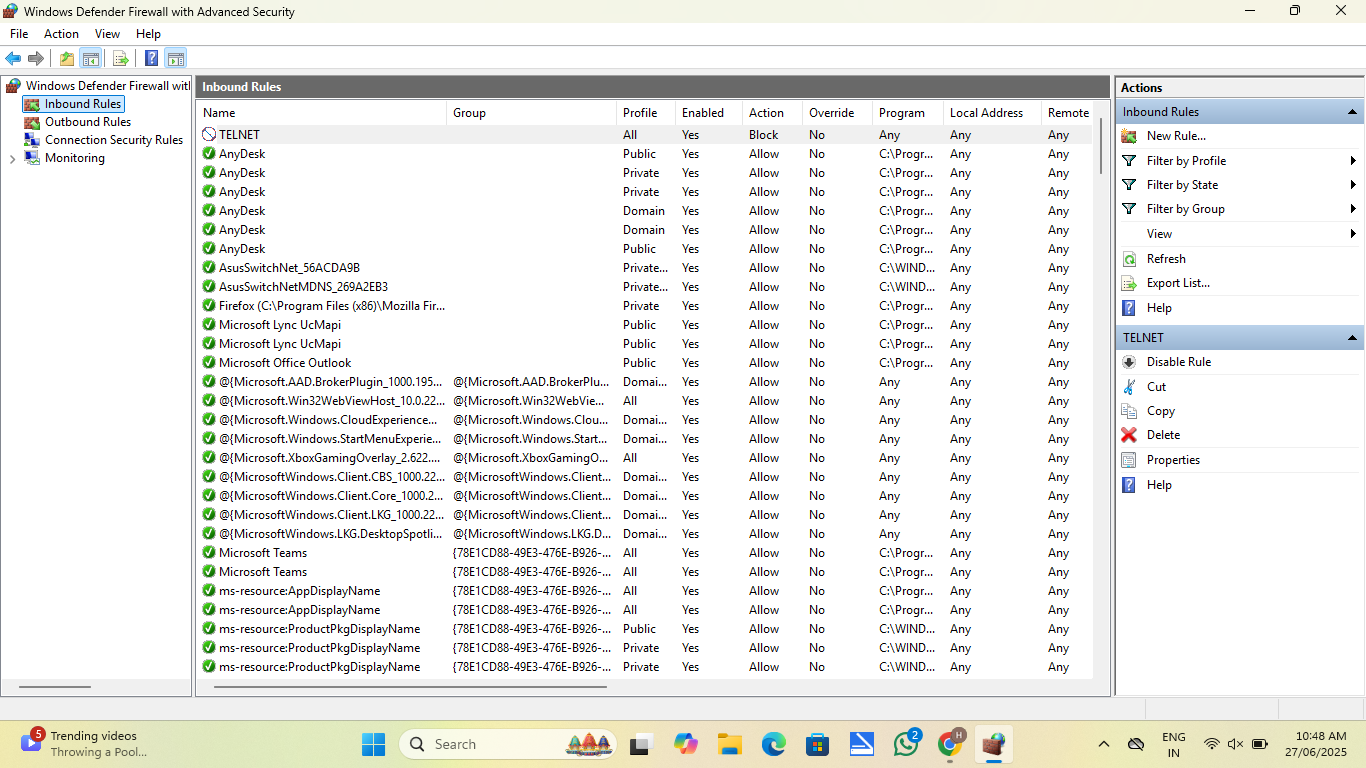 Windows Defender Firewall with Advanced Security
File Action View Help
Windows Defender Firewall witl
Inbound Rules
Outbound Rules
Connection Security Rules
Monitoring
Inbound Rules
Name Group Profile Enabled Action Override Program Local Address Remote
TELNET All Yes Block No Any Any Any
AnyDesk Public Yes Allow No C:\Progr... Any Any
AnyDesk Private Yes Allow No C:\Progr... Any Any
AnyDesk Private Yes Allow No C:\Progr... Any Any
AnyDesk Domain Yes Allow No C:\Progr... Any Any
AnyDesk Domain Yes Allow No C:\Progr... Any Any
AnyDesk Public Yes Allow No C:\Progr... Any Any
AsusSwitchNet_56ACDA9B Private... Yes Allow No C:\WIND... Any Any
AsusSwitchNetMDNS_269A2EB3 Private... Yes Allow No C:\WIND... Any Any
Firefox (C:\Program Files (x86)\Mozilla Fir... Private Yes Allow No C:\Progr... Any Any
Microsoft Lync UcMapi Public Yes Allow No C:\Progr... Any Any
Microsoft Lync UcMapi Public Yes Allow No C:\Progr... Any Any
Microsoft Office Outlook Public Yes Allow No C:\Progr... Any Any
@{Microsoft.AAD.BrokerPlugin_1000.195... @{Microsoft.AAD.BrokerPlu... Domai... Yes Allow No Any Any Any
@{Microsoft.Win32WebViewHost_10.0.22... @{Microsoft.Win32WebVie... All Yes Allow No Any Any Any
@{Microsoft.Windows.CloudExperience... @{Microsoft.Windows.Clou... Domai... Yes Allow No Any Any Any
@{Microsoft.Windows.StartMenuExperie... @{Microsoft.Windows.Start... Domai... Yes Allow No Any Any Any
@{Microsoft.XboxGamingOverlay_2.622.... @{Microsoft.XboxGamingO... All Yes Allow No Any Any Any
@{MicrosoftWindows.Client.CBS_1000.22... @{MicrosoftWindows.Client... Domai... Yes Allow No Any Any Any
@{MicrosoftWindows.Client.Core_1000.2... @{MicrosoftWindows.Client... Domai... Yes Allow No Any Any Any
@{MicrosoftWindows.Client.LKG_1000.22... @{MicrosoftWindows.Client... Domai... Yes Allow No Any Any Any
@{MicrosoftWindows.LKG.DesktopSpotli... @{MicrosoftWindows.LKG.D... Domai... Yes Allow No Any Any Any
Microsoft Teams {78E1CD88-49E3-476E-B926-... All Yes Allow No C:\Progr... Any Any
Microsoft Teams {78E1CD88-49E3-476E-B926-... All Yes Allow No C:\Progr... Any Any
ms-resource:AppDisplayName {78E1CD88-49E3-476E-B926-... All Yes Allow No C:\Progr... Any Any
ms-resource:AppDisplayName {78E1CD88-49E3-476E-B926-... All Yes Allow No C:\Progr... Any Any
ms-resource:ProductPkgDisplayName {78E1CD88-49E3-476E-B926-... Public Yes Allow No C:\WIND... Any Any
ms-resource:ProductPkgDisplayName {78E1CD88-49E3-476E-B926-... Private Yes Allow No C:\WIND... Any Any
ms-resource:ProductPkgDisplayName {78E1CD88-49E3-476E-B926-... Private Yes Allow No C:\WIND... Any Any
Actions
Inbound Rules
New Rule...
Filter by Profile
Filter by State
Filter by Group
View
Refresh
Export List...
Help
TELNET
Disable Rule
Cut
Copy
Delete
Properties
Help
5
Trending videos
Throwing a Pool...
Search
2
H
ENG
IN
10:48 AM
27/06/2025